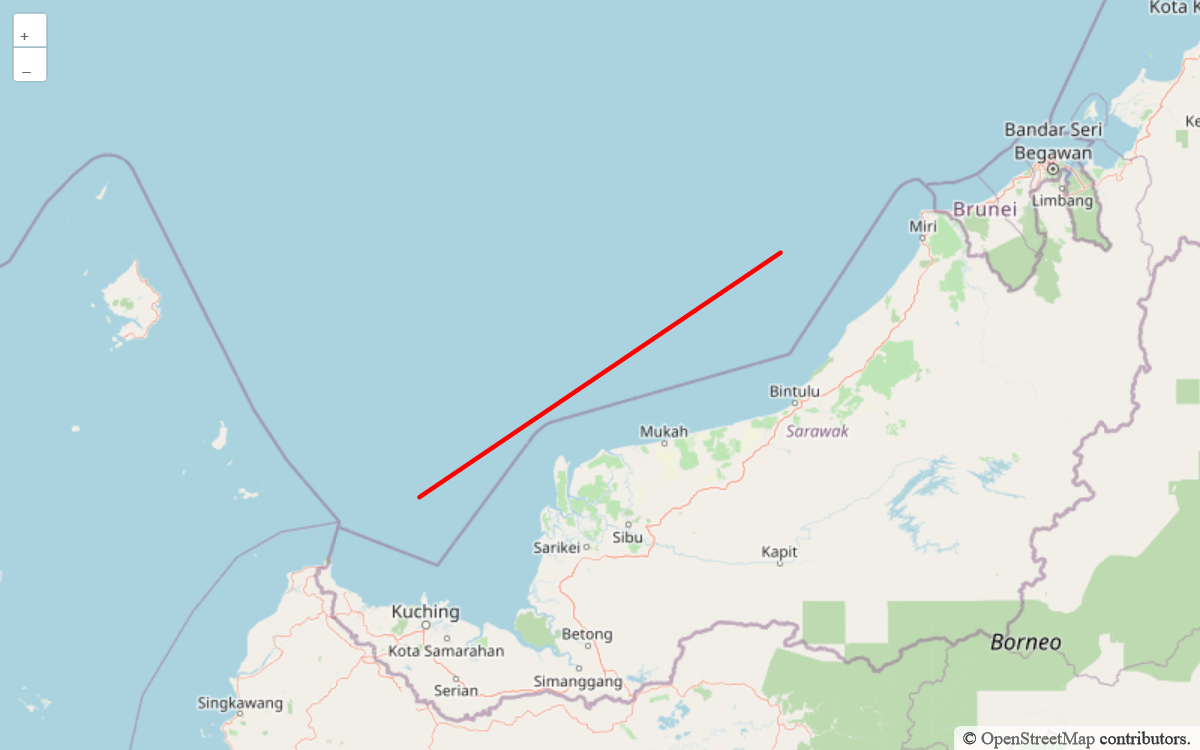 Kota K
+
–
Bandar Seri
Begawan
Ke
Limbang
Brunei
Miri
Bintulu
Mukah
Sarawak
Sibu
Sarikei
Kapit
Kuching
Betong
Borneo
Kota Samarahan
Simanggang
Serian
Singkawang
© OpenStreetMap contributors.